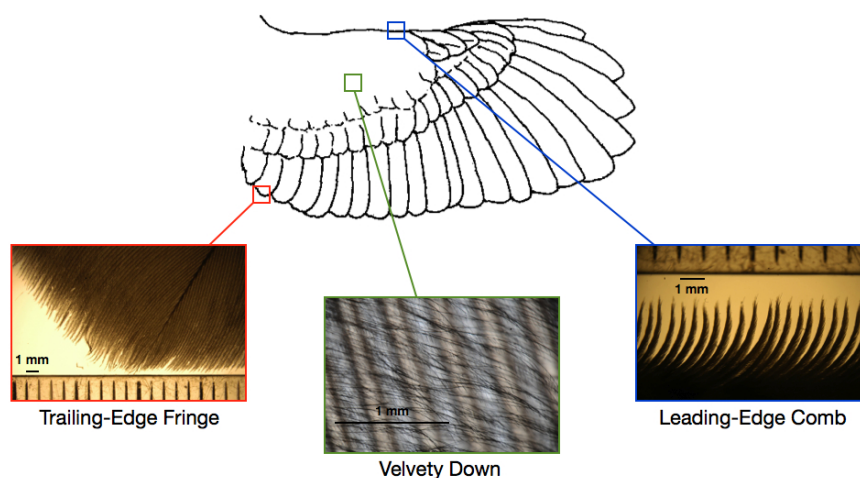 1 mm
1 mm
1 mm
Trailing-Edge Fringe
Leading-Edge Comb
Velvety Down